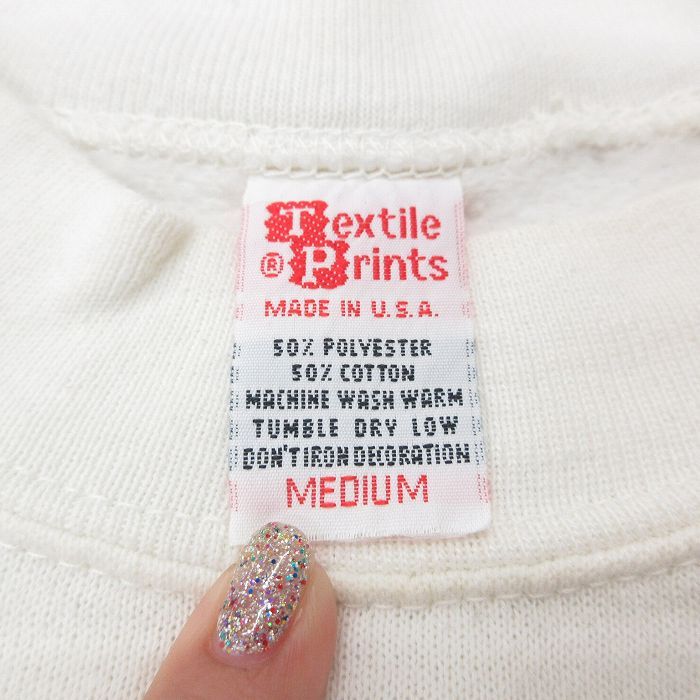 Textile
® Prints
MADE IN U.S.A.
50% POLYESTER
50% COTTON
MACHINE WASH WARM
TUMBLE DRY LOW
DON'T IRON DECORATION
MEDIUM